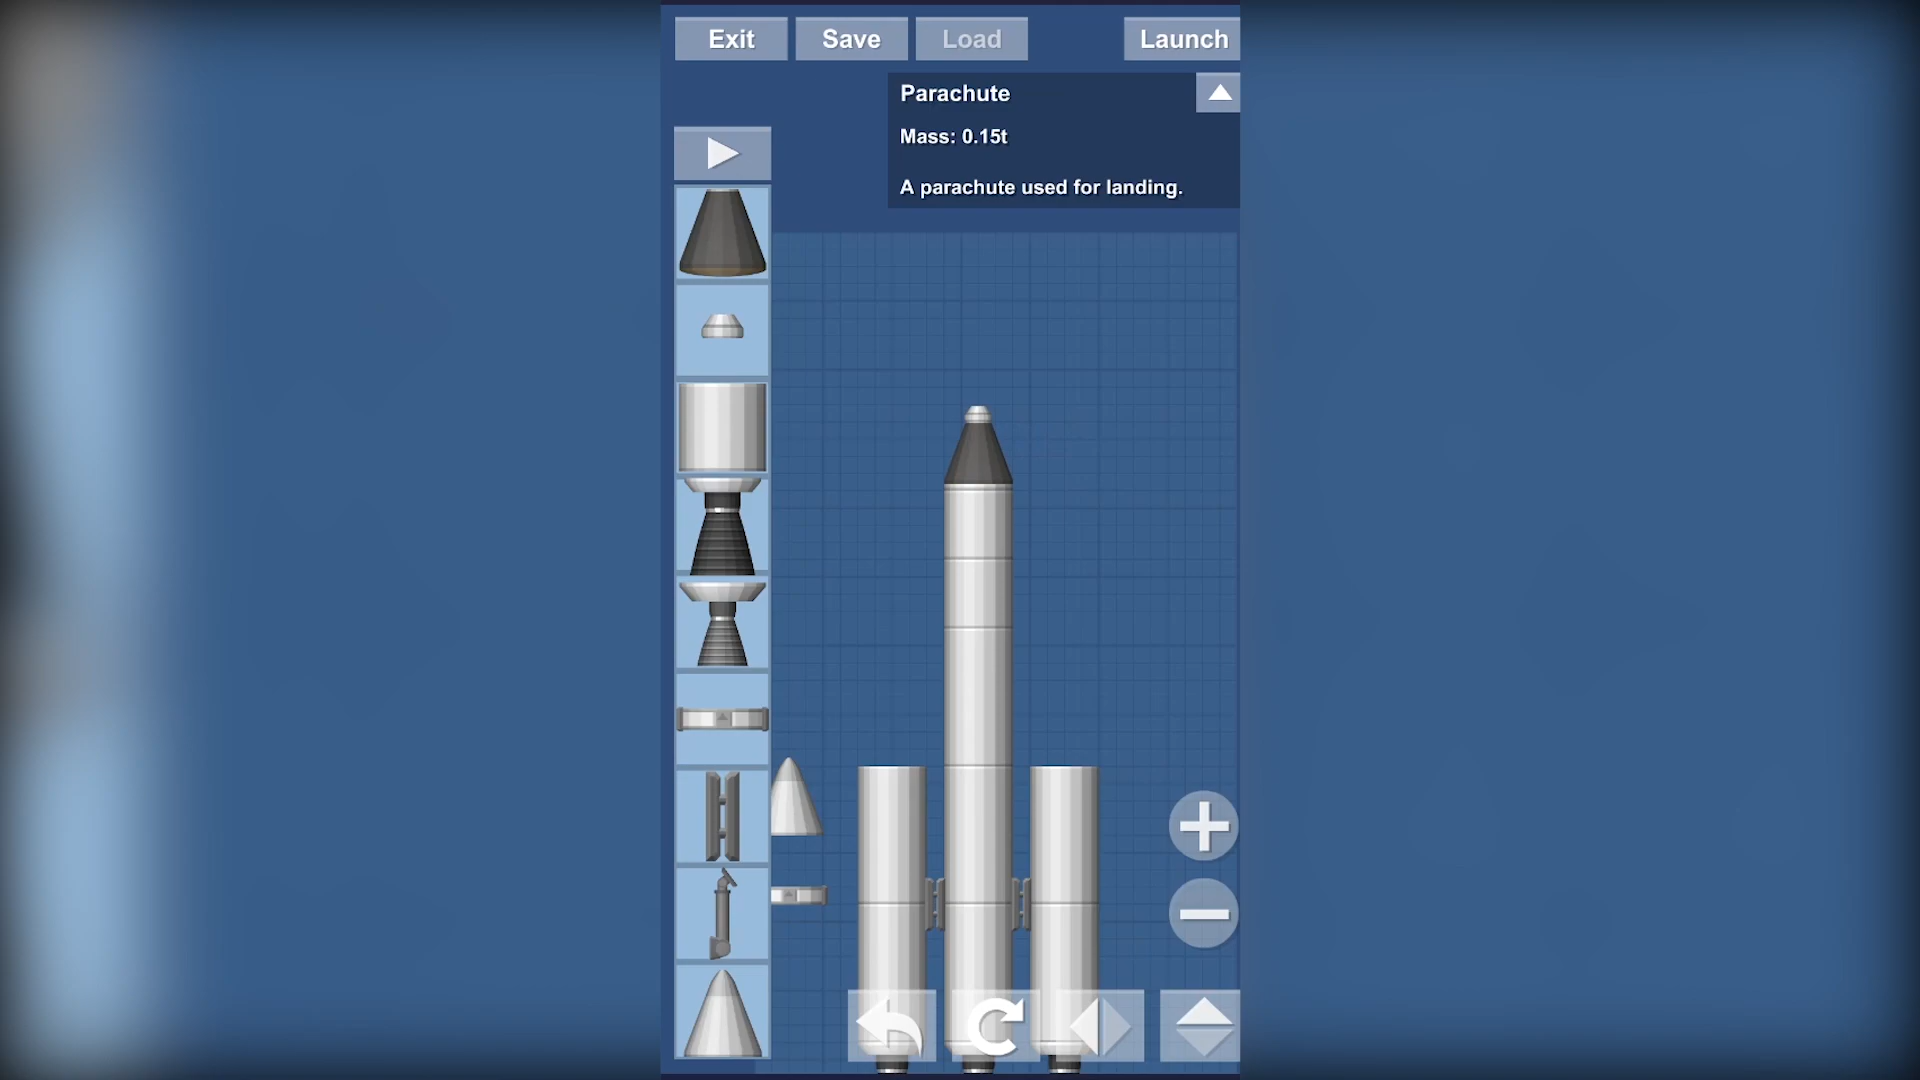 Exit
Save
Load
Launch
Parachute
Mass: 0.15t
A parachute used for landing.